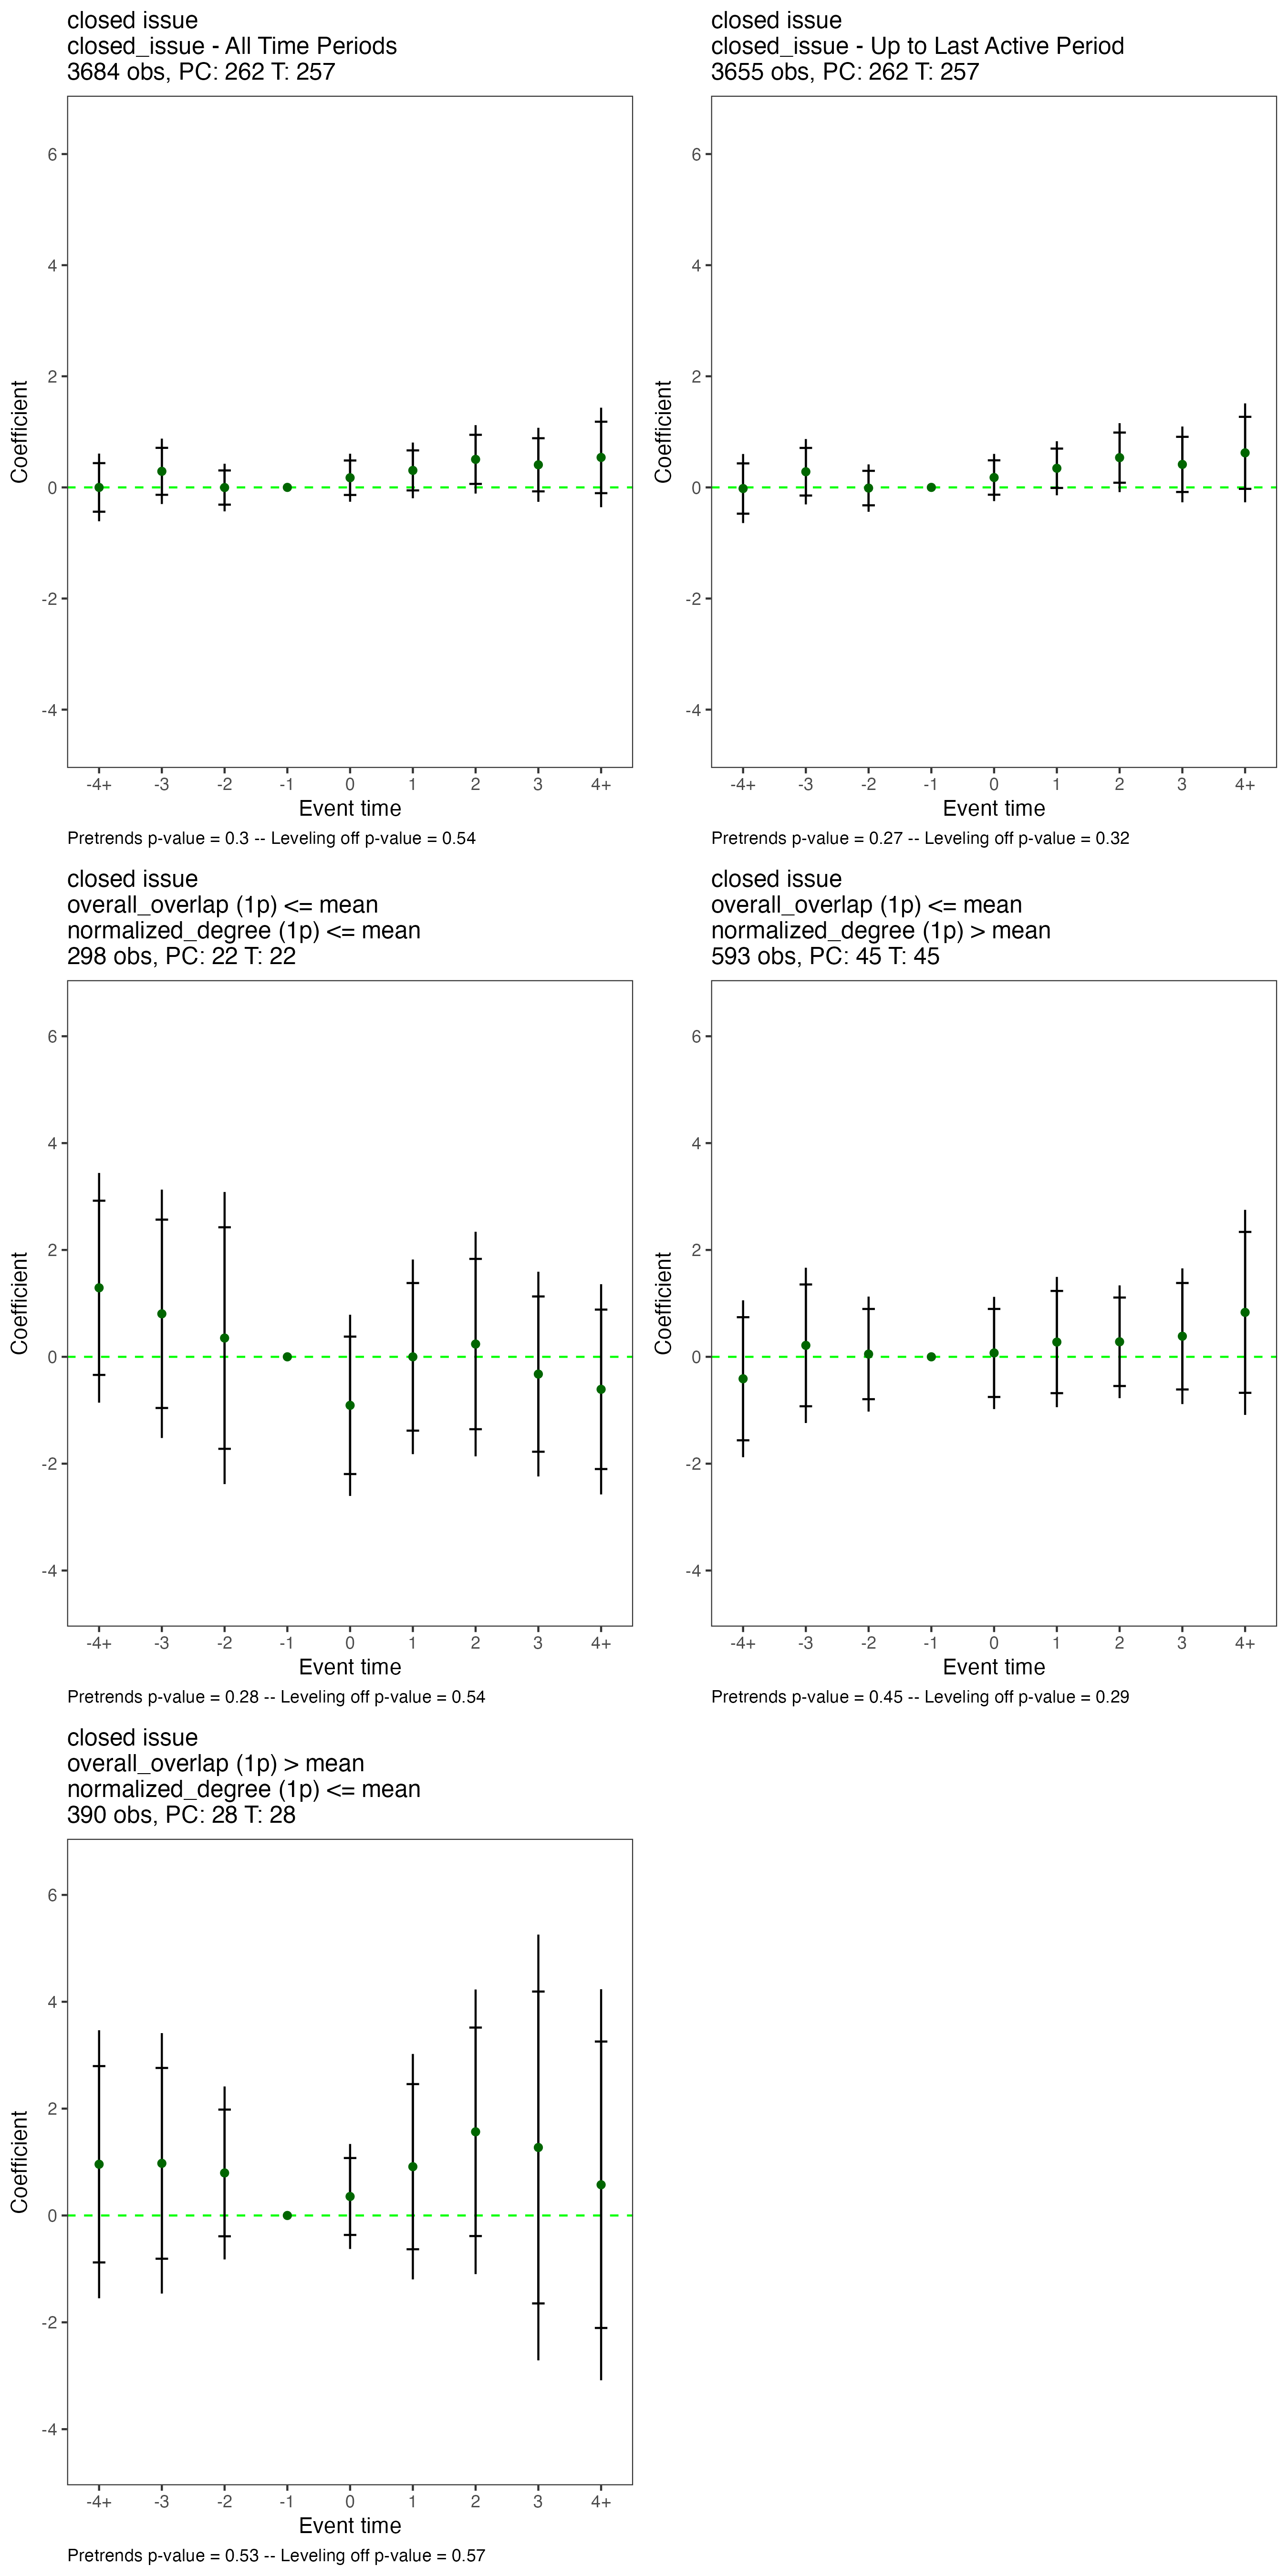 closed issue
closed_issue - All Time Periods
3684 obs, PC: 262 T: 257
6
4
2
0
-2
-4
Coefficient
-4+ -3 -2 -1 0 1 2 3 4+
Event time
Pretrends p-value = 0.3 -- Leveling off p-value = 0.54
closed issue
closed_issue - Up to Last Active Period
3655 obs, PC: 262 T: 257
6
4
2
0
-2
-4
Coefficient
-4+ -3 -2 -1 0 1 2 3 4+
Event time
Pretrends p-value = 0.27 -- Leveling off p-value = 0.32
closed issue
overall_overlap (1p) <= mean
normalized_degree (1p) <= mean
298 obs, PC: 22 T: 22
6
4
2
0
-2
-4
Coefficient
-4+ -3 -2 -1 0 1 2 3 4+
Event time
Pretrends p-value = 0.28 -- Leveling off p-value = 0.54
closed issue
overall_overlap (1p) <= mean
normalized_degree (1p) > mean
593 obs, PC: 45 T: 45
6
4
2
0
-2
-4
Coefficient
-4+ -3 -2 -1 0 1 2 3 4+
Event time
Pretrends p-value = 0.45 -- Leveling off p-value = 0.29
closed issue
overall_overlap (1p) > mean
normalized_degree (1p) <= mean
390 obs, PC: 28 T: 28
6
4
2
0
-2
-4
Coefficient
-4+ -3 -2 -1 0 1 2 3 4+
Event time
Pretrends p-value = 0.53 -- Leveling off p-value = 0.57